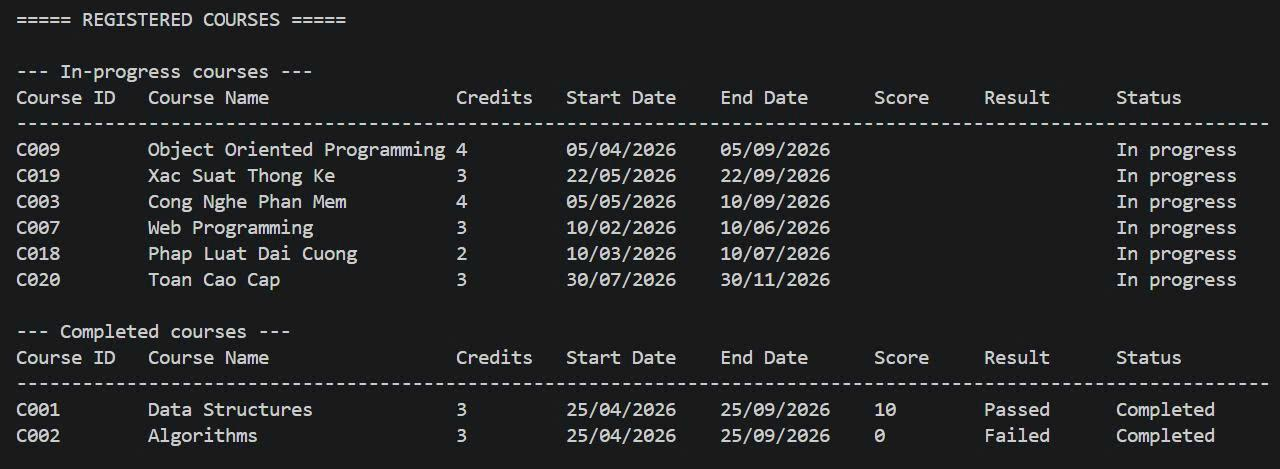 ===== REGISTERED COURSES =====
--- In-progress courses ---
Course ID   Course Name                 Credits   Start Date    End Date      Score     Result      Status
------------------------------------------------------------------------------------------------------------------
C009        Object Oriented Programming 4         05/04/2026    05/09/2026                          In progress
C019        Xac Suat Thong Ke           3         22/05/2026    22/09/2026                          In progress
C003        Cong Nghe Phan Mem          4         05/05/2026    10/09/2026                          In progress
C007        Web Programming             3         10/02/2026    10/06/2026                          In progress
C018        Phap Luat Dai Cuong         2         10/03/2026    10/07/2026                          In progress
C020        Toan Cao Cap                3         30/07/2026    30/11/2026                          In progress
--- Completed courses ---
Course ID   Course Name                 Credits   Start Date    End Date      Score     Result      Status
------------------------------------------------------------------------------------------------------------------
C001        Data Structures             3         25/04/2026    25/09/2026    10        Passed      Completed
C002        Algorithms                  3         25/04/2026    25/09/2026    0         Failed      Completed